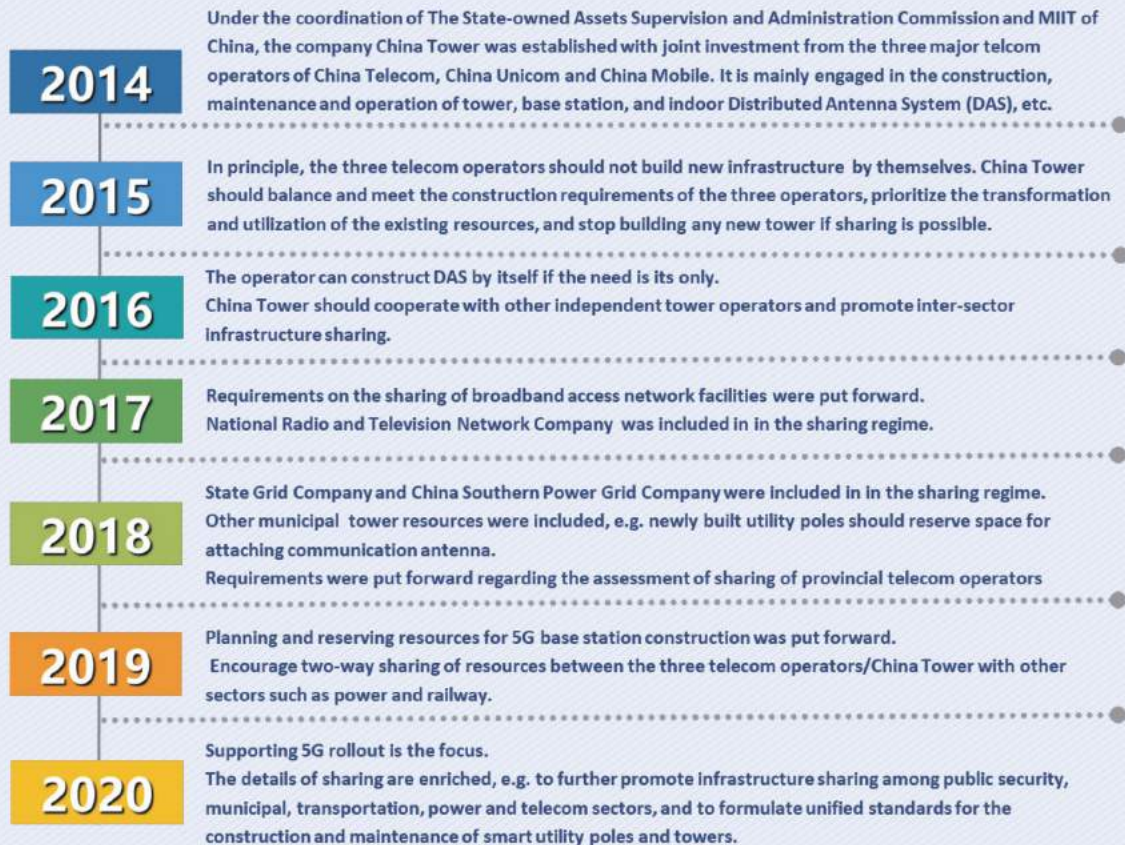 2014
Under the coordination of The State-owned Assets Supervision and Administration Commission and MIIT of
China, the company China Tower was established with joint investment from the three major telcom
operators of China Telecom, China Unicom and China Mobile. It is mainly engaged in the construction,
maintenance and operation of tower, base station, and indoor Distributed Antenna System (DAS), etc.
2015
In principle, the three telecom operators should not build new infrastructure by themselves. China Tower
should balance and meet the construction requirements of the three operators, prioritize the transformation
and utilization of the existing resources, and stop building any new tower if sharing is possible.
2016
The operator can construct DAS by itself if the need is its only.
China Tower should cooperate with other independent tower operators and promote inter-sector
infrastructure sharing.
2017
Requirements on the sharing of broadband access network facilities were put forward.
National Radio and Television Network Company was included in in the sharing regime.
2018
State Grid Company and China Southern Power Grid Company were included in in the sharing regime.
Other municipal tower resources were included, e.g. newly built utility poles should reserve space for
attaching communication antenna.
Requirements were put forward regarding the assessment of sharing of provincial telecom operators
2019
Planning and reserving resources for 5G base station construction was put forward.
Encourage two-way sharing of resources between the three telecom operators/China Tower with other
sectors such as power and railway.
2020
Supporting 5G rollout is the focus.
The details of sharing are enriched, e.g. to further promote infrastructure sharing among public security,
municipal, transportation, power and telecom sectors, and to formulate unified standards for the
construction and maintenance of smart utility poles and towers.